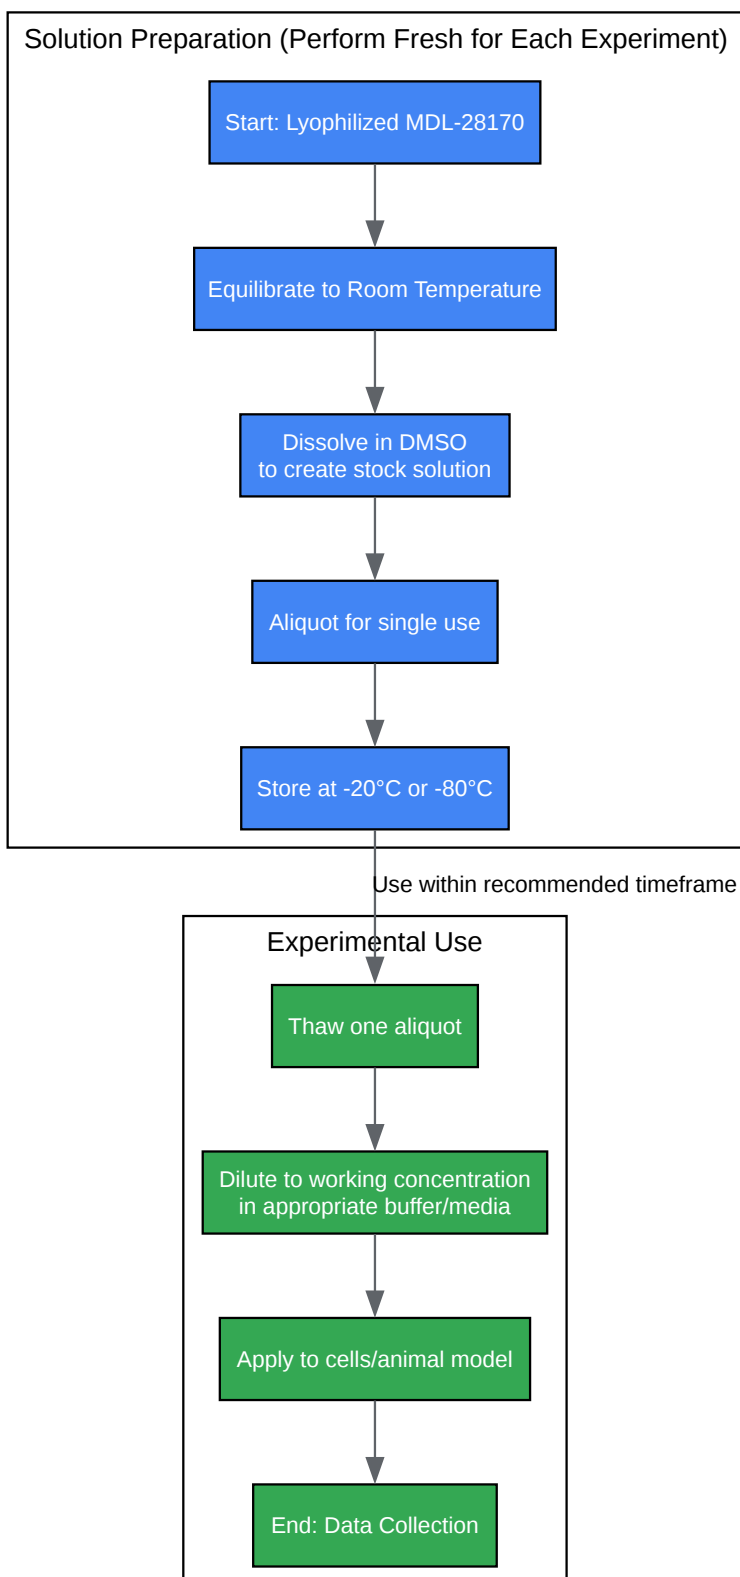 Solution Preparation (Perform Fresh for Each Experiment)
Start: Lyophilized MDL-28170
Equilibrate to Room Temperature
Dissolve in DMSO
to create stock solution
Aliquot for single use
Store at -20°C or -80°C
Use within recommended timeframe
Experimental Use
Thaw one aliquot
Dilute to working concentration
in appropriate buffer/media
Apply to cells/animal model
End: Data Collection